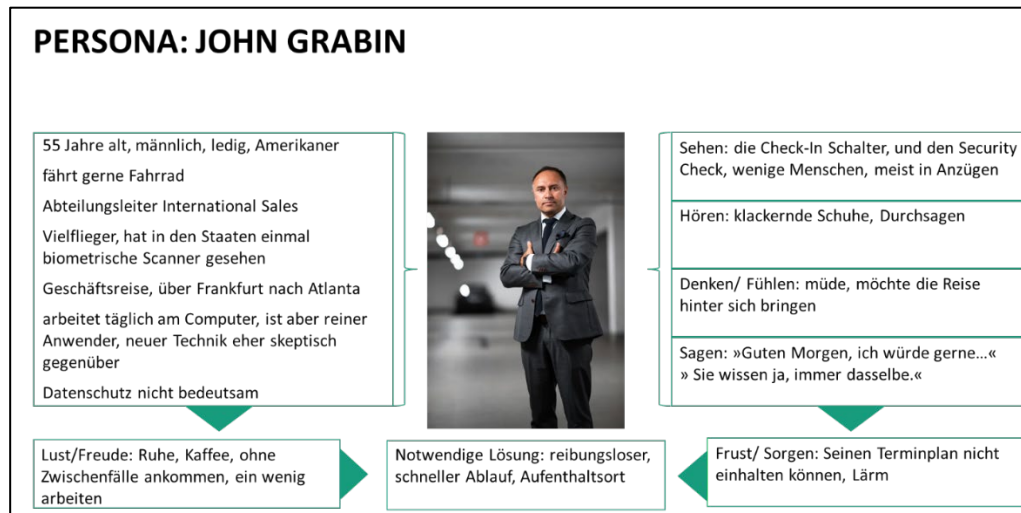 PERSONA: JOHN GRABIN
55 Jahre alt, männlich, ledig, Amerikaner
fährt gerne Fahrrad
Abteilungsleiter International Sales
Vielflieger, hat in den Staaten einmal
biometrische Scanner gesehen
Geschäftsreise, über Frankfurt nach Atlanta
arbeitet täglich am Computer, ist aber reiner
Anwender, neuer Technik eher skeptisch
gegenüber
Datenschutz nicht bedeutsam
Sehen: die Check-In Schalter, und den Security
Check, wenige Menschen, meist in Anzügen
Hören: klackernde Schuhe, Durchsagen
Denken/ Fühlen: müde, möchte die Reise
hinter sich bringen
Sagen: »Guten Morgen, ich würde gerne...«
» Sie wissen ja, immer dasselbe.«
Lust/Freude: Ruhe, Kaffee, ohne
Zwischenfälle ankommen, ein wenig
arbeiten
Notwendige Lösung: reibungsloser,
schneller Ablauf, Aufenthaltsort
Frust/ Sorgen: Seinen Terminplan nicht
einhalten können, Lärm